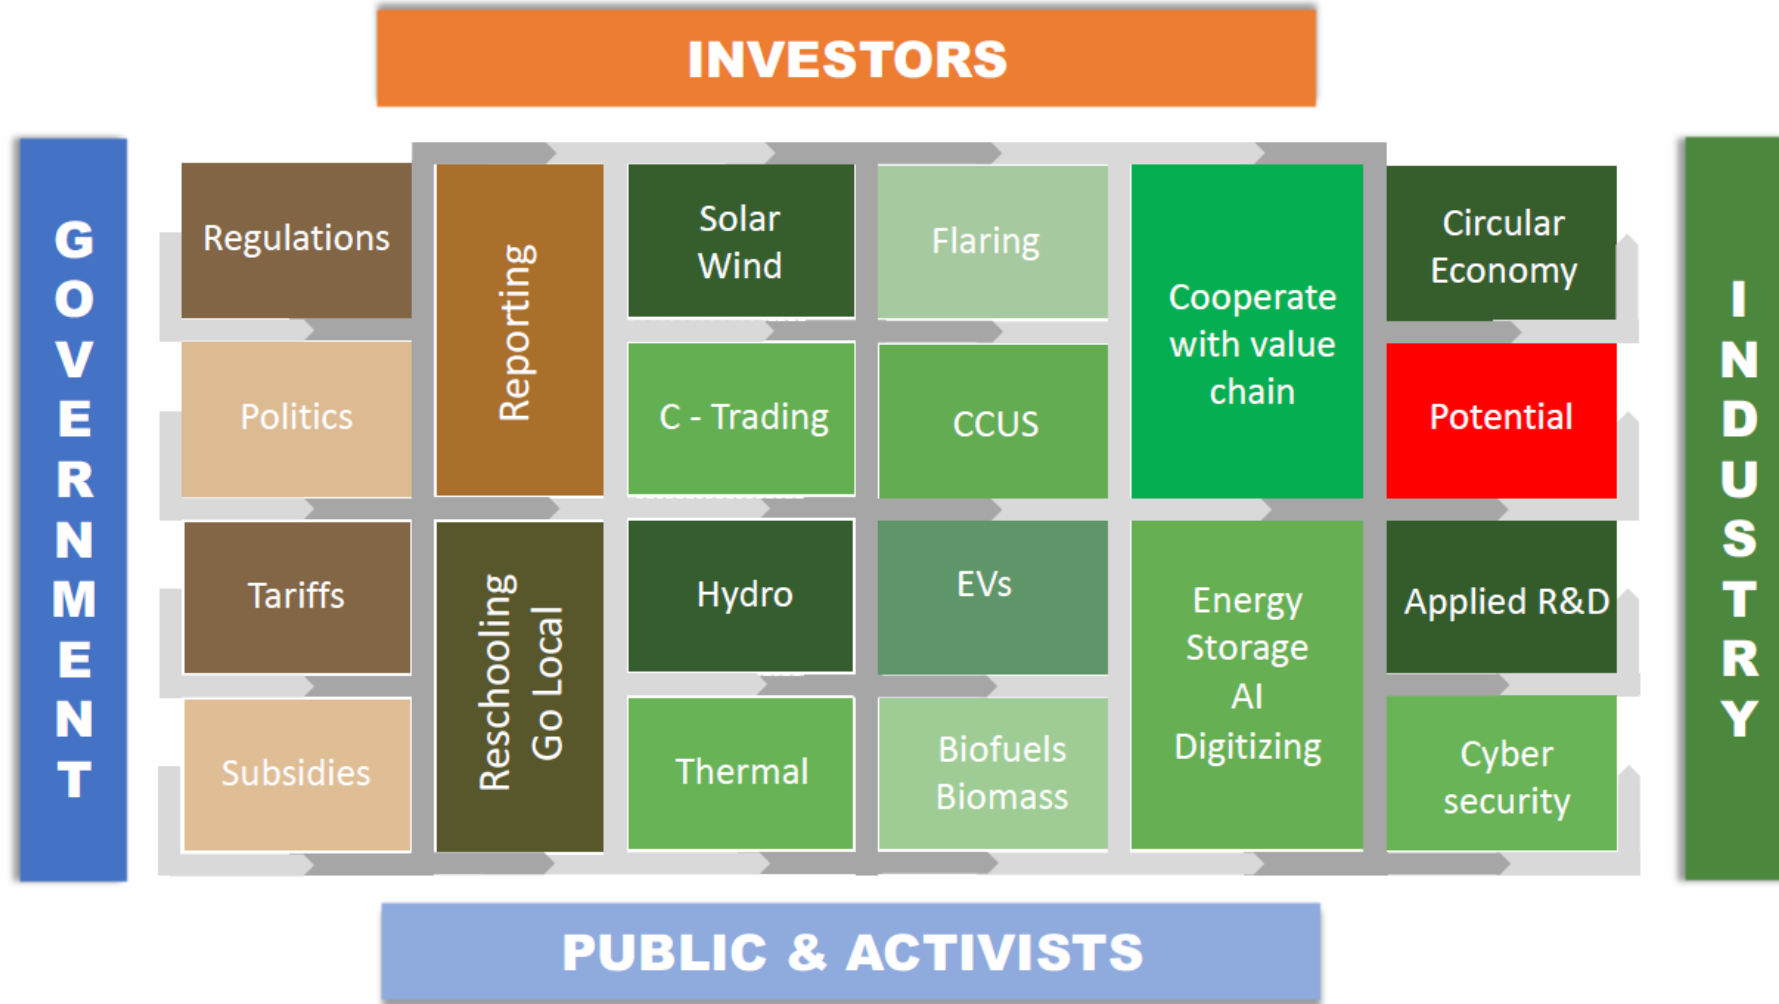 INVESTORS
GOVERNMENT
Regulations
Politics
Tariffs
Subsidies
Reporting
Reschooling
Go Local
Solar
Wind
C - Trading
Hydro
Thermal
Flaring
CCUS
EVs
Biofuels
Biomass
Cooperate
with value
chain
Energy
Storage
AI
Digitizing
Circular
Economy
Potential
Applied R&D
Cyber
security
INDUSTRY
PUBLIC & ACTIVISTS